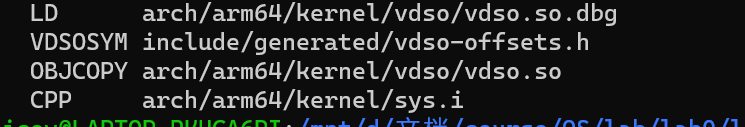 LD      arch/arm64/kernel/vdso/vdso.so.dbg
VDSOSYM include/generated/vdso-offsets.h
OBJCOPY arch/arm64/kernel/vdso/vdso.so
CPP     arch/arm64/kernel/sys.i